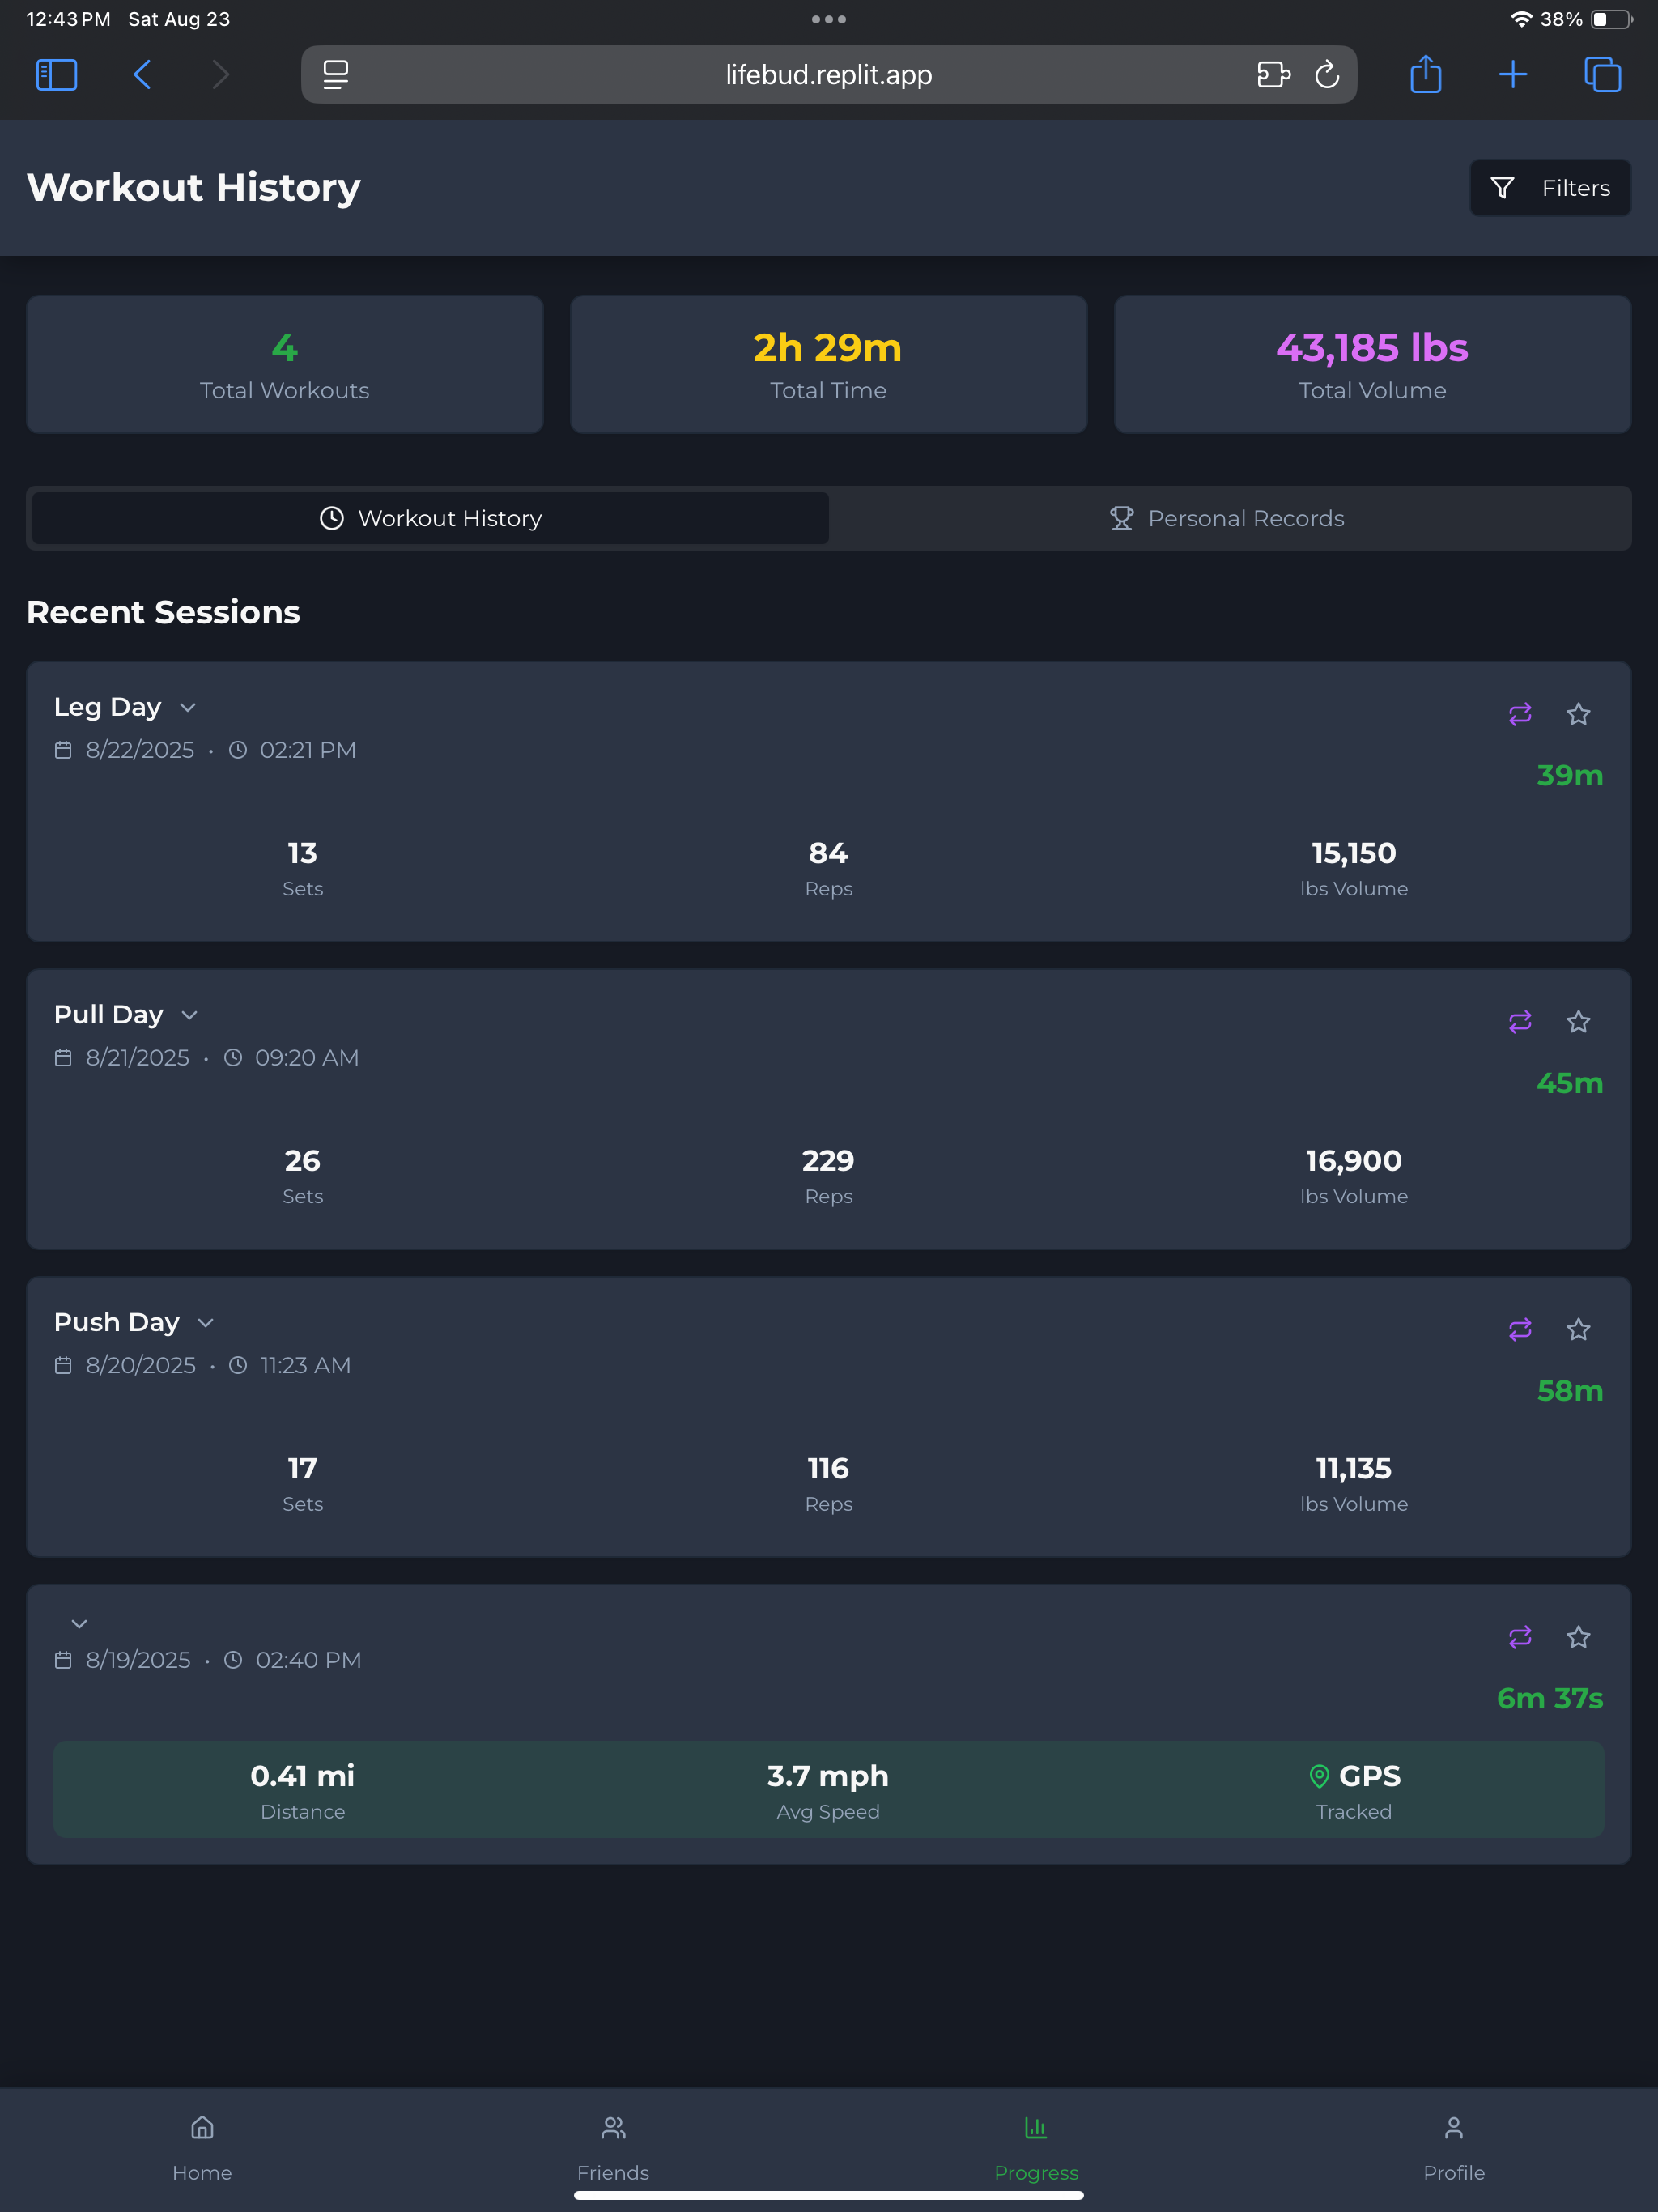 12:43 PM Sat Aug 23
38%
lifebud.replit.app
Workout History
Filters
4
Total Workouts
2h 29m
Total Time
43,185 lbs
Total Volume
Workout History
Personal Records
Recent Sessions
Leg Day
8/22/2025 • 02:21 PM
39m
13
Sets
84
Reps
15,150
lbs Volume
Pull Day
8/21/2025 • 09:20 AM
45m
26
Sets
229
Reps
16,900
lbs Volume
Push Day
8/20/2025 • 11:23 AM
58m
17
Sets
116
Reps
11,135
lbs Volume
8/19/2025 • 02:40 PM
6m 37s
0.41 mi
Distance
3.7 mph
Avg Speed
GPS
Tracked
Home
Friends
Progress
Profile